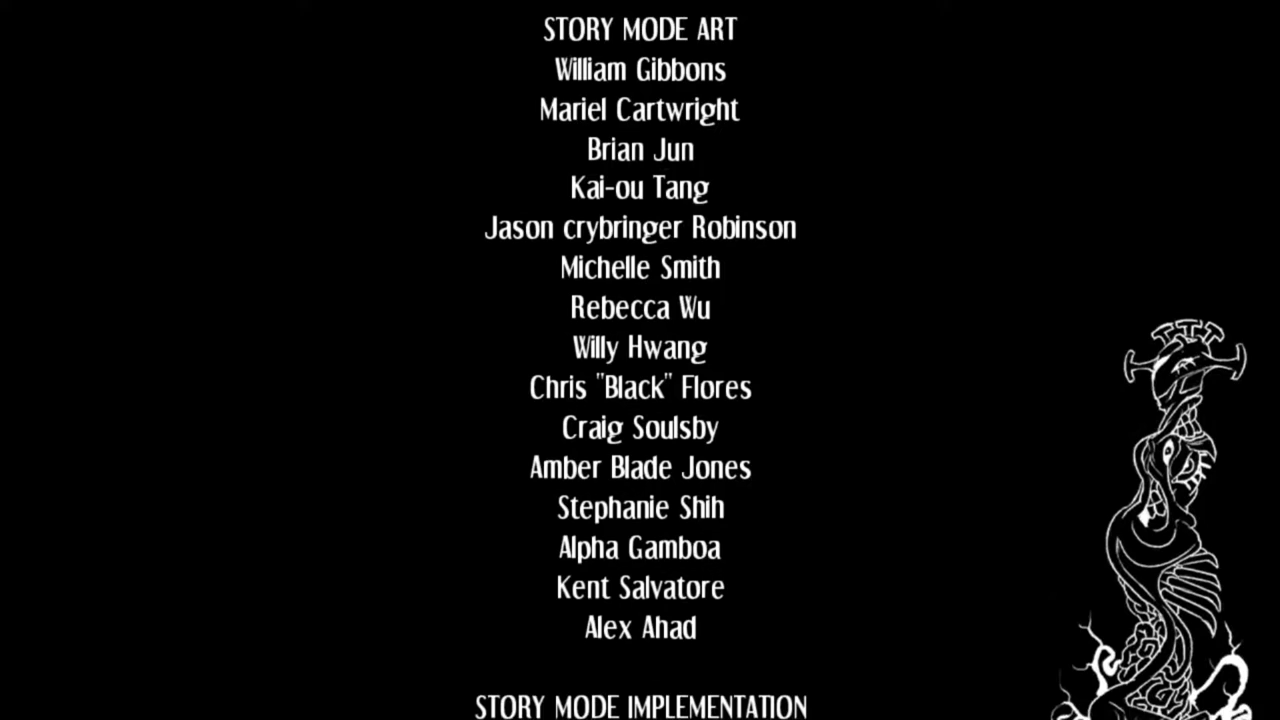 STORY MODE ART
William Gibbons
Mariel Cartwright
Brian Jun
Kai-ou Tang
Jason crybringer Robinson
Michelle Smith
Rebecca Wu
Willy Hwang
Chris "Black" Flores
Craig Soulsby
Amber Blade Jones
Stephanie Shih
Alpha Gamboa
Kent Salvatore
Alex Ahad
STORY MODE IMPLEMENTATION